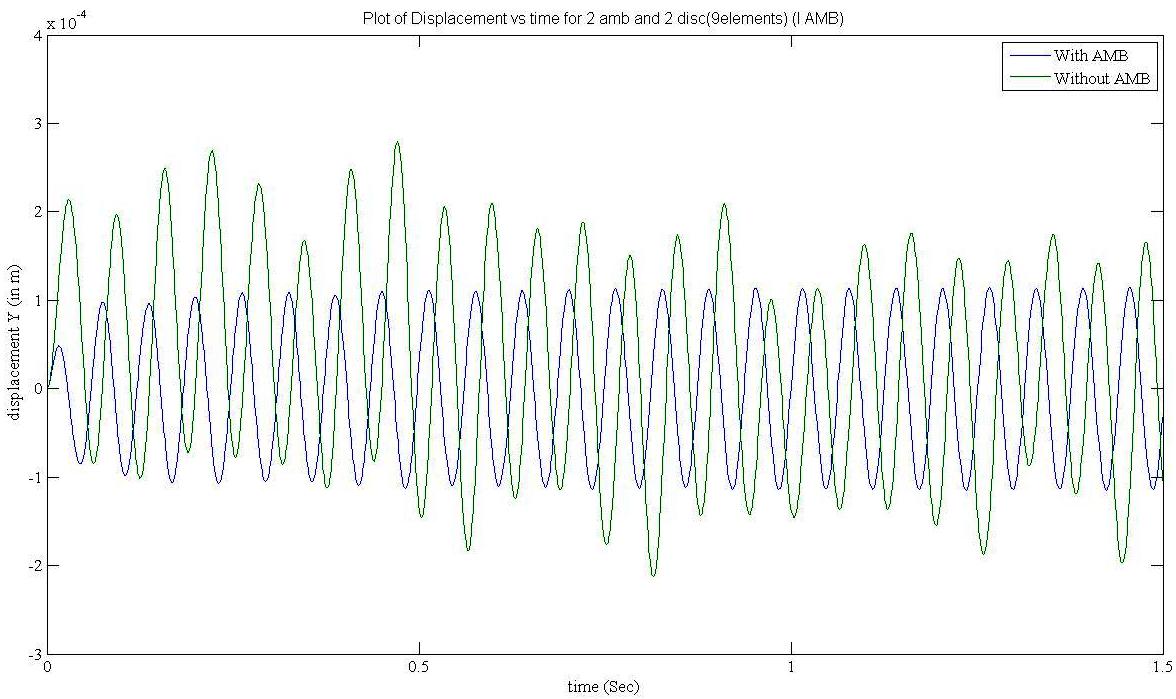 Plot of Displacement vs time for 2 amb and 2 disc(9elements) (I AMB)
x 10⁻⁴
With AMB
Without AMB
4
3
2
1
0
-1
-2
-3
displacement Y (in m)
0
0.5
1
1.5
time (Sec)